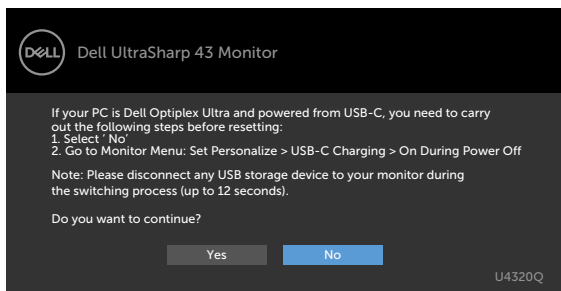 DELL
Dell UltraSharp 43 Monitor
If your PC is Dell Optiplex Ultra and powered from USB-C, you need to carry
out the following steps before resetting:
1. Select ‘ No’
2. Go to Monitor Menu: Set Personalize > USB-C Charging > On During Power Off
Note: Please disconnect any USB storage device to your monitor during
the switching process (up to 12 seconds).
Do you want to continue?
Yes No
U4320Q